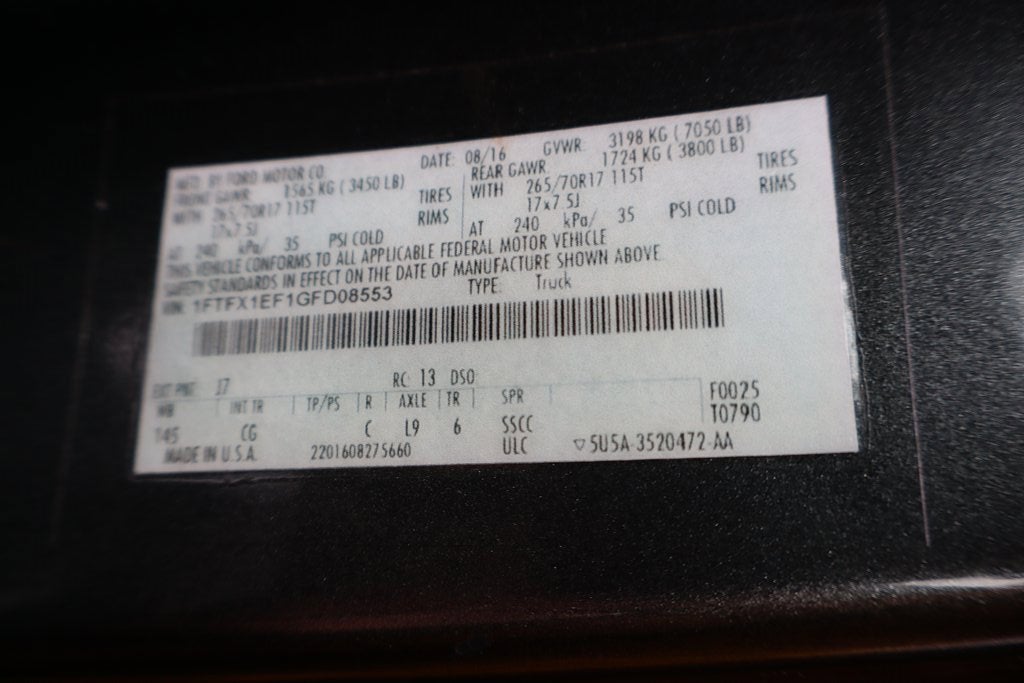 MFD. BY FORD MOTOR CO. DATE: 08/16 GVWR: 3198 KG ( 7050 LB)
FRONT GAWR: 1565 KG ( 3450 LB) REAR GAWR 1724 KG ( 3800 LB)
WITH 265/70R17 115T TIRES WITH 265/70R17 115T TIRES
17x7.5J RIMS 17x7.5J RIMS
AT 240 kPa/ 35 PSI COLD AT 240 kPa/ 35 PSI COLD
THIS VEHICLE CONFORMS TO ALL APPLICABLE FEDERAL MOTOR VEHICLE
SAFETY STANDARDS IN EFFECT ON THE DATE OF MANUFACTURE SHOWN ABOVE.
VIN: 1FTFX1EF1GFD08553 TYPE: Truck
EXT PNT: J7 RC: 13 DSO
WB INT TR TP/PS R AXLE TR SPR F0025
145 CG C L9 6 SSCC T0790
MADE IN U.S.A. 2201608275660 ULC ▽5U5A-3520472-AA